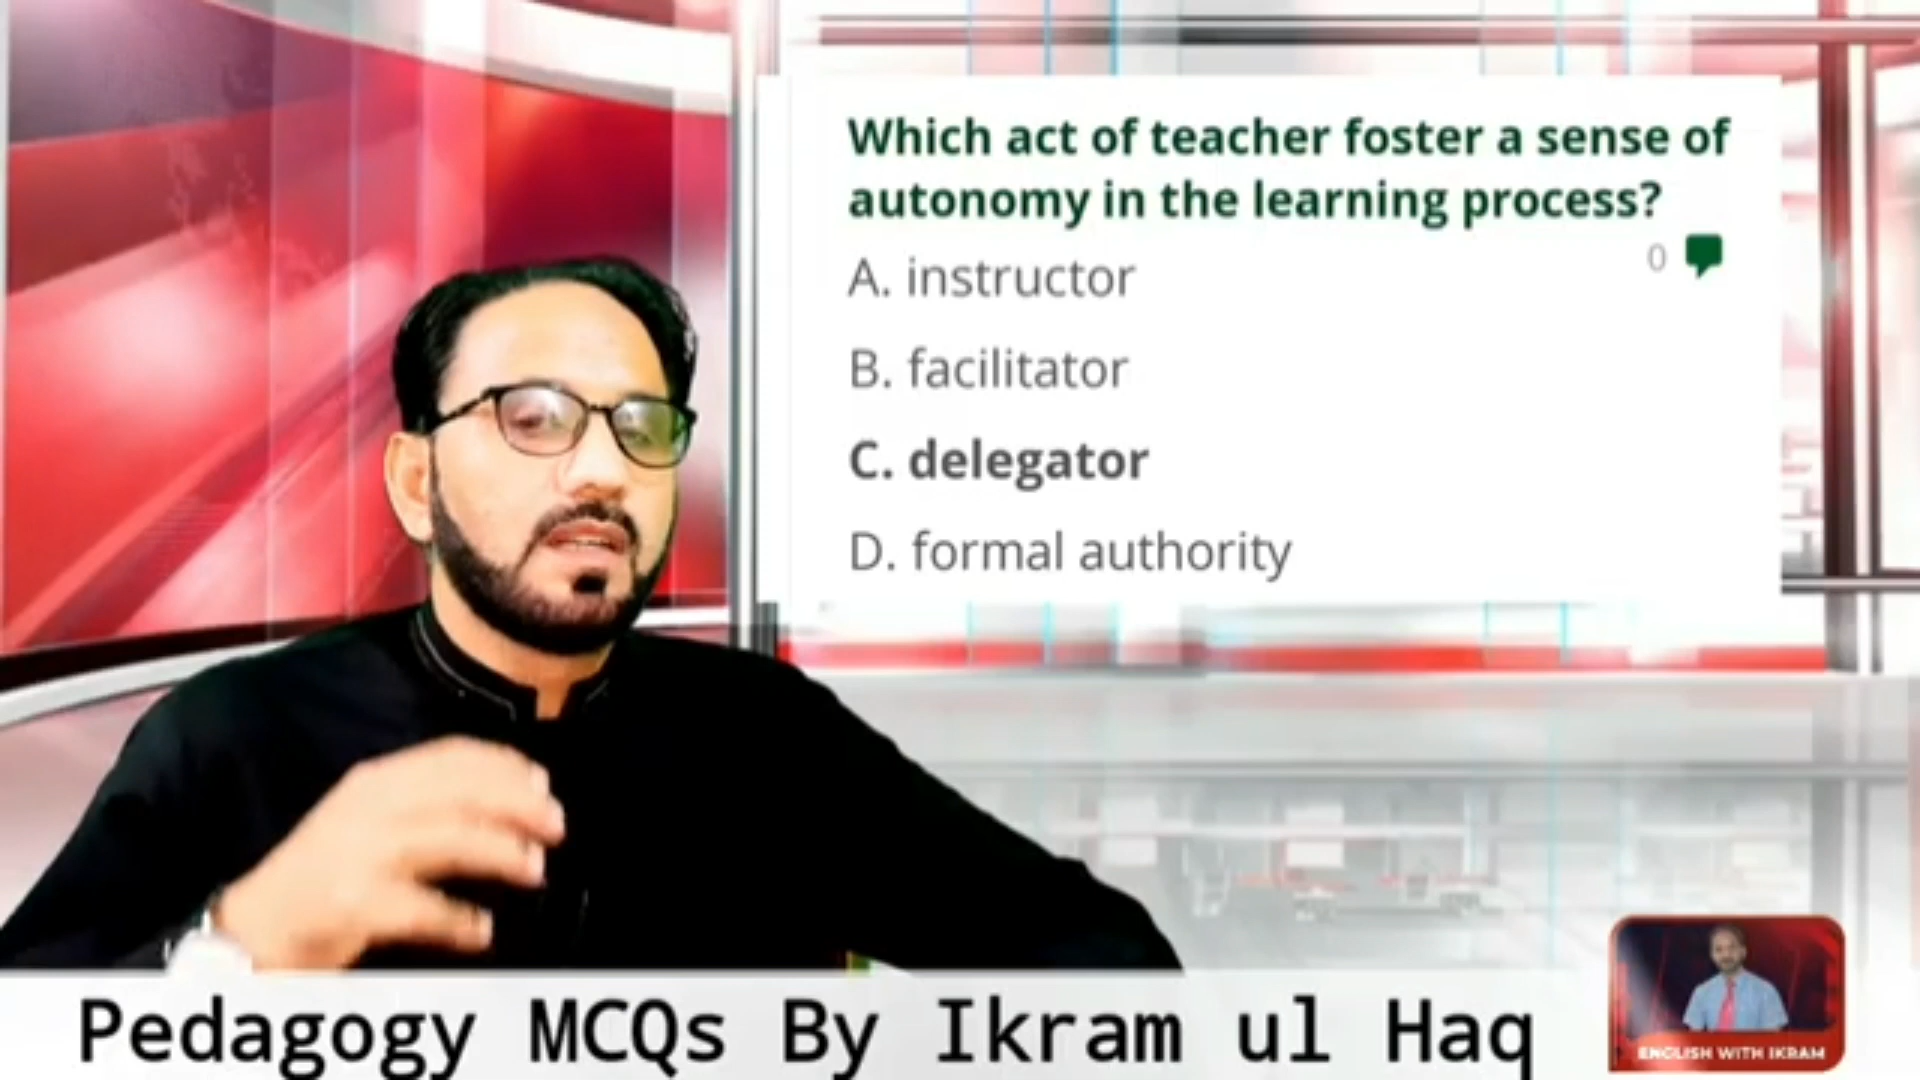 Which act of teacher foster a sense of
autonomy in the learning process?
0
A. instructor
B. facilitator
C. delegator
D. formal authority
Pedagogy MCQs By Ikram ul Haq
ENGLISH WITH IKRAM